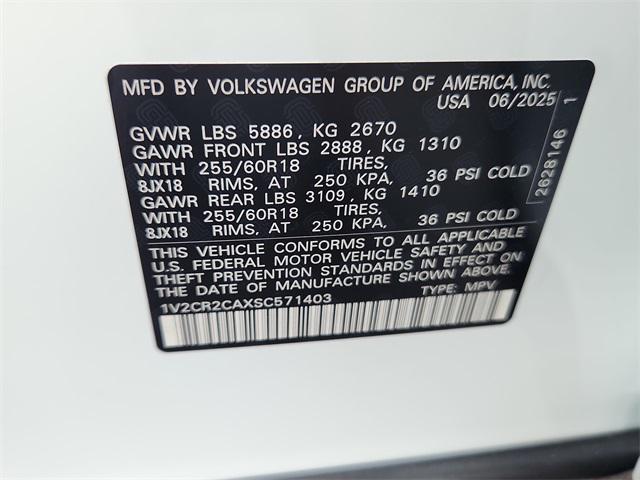 MFD BY VOLKSWAGEN GROUP OF AMERICA, INC.
USA 06/2025
GVWR LBS 5886, KG 2670
GAWR FRONT LBS 2888, KG 1310
WITH 255/60R18 TIRES,
8JX18 RIMS, AT 250 KPA, 36 PSI COLD
GAWR REAR LBS 3109, KG 1410
WITH 255/60R18 TIRES,
8JX18 RIMS, AT 250 KPA, 36 PSI COLD
THIS VEHICLE CONFORMS TO ALL APPLICABLE
U.S. FEDERAL MOTOR VEHICLE SAFETY AND
THEFT PREVENTION STANDARDS IN EFFECT ON
THE DATE OF MANUFACTURE SHOWN ABOVE.
1V2CR2CAXSC571403 TYPE: MPV
2628146 1